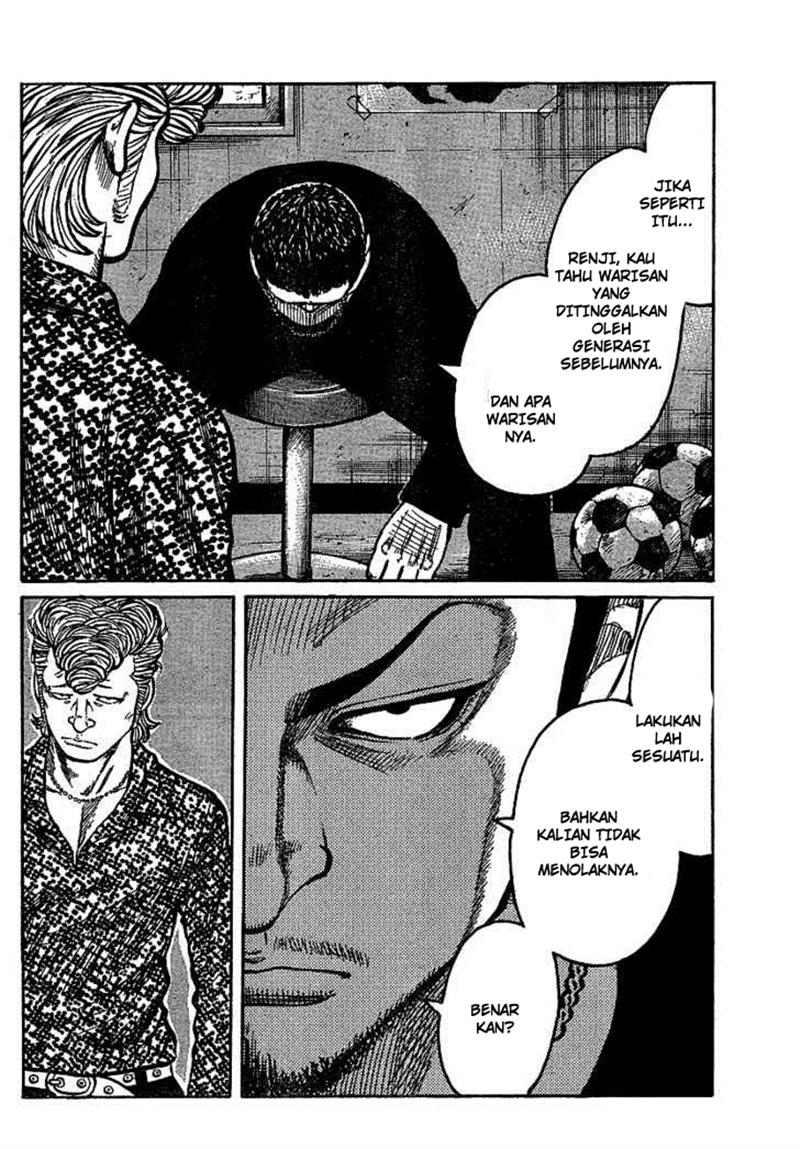 JIKA
SEPERTI
ITU...
RENJI, KAU
TAHU WARISAN
YANG
DITINGGALKAN
OLEH
GENERASI
SEBELUMNYA.
DAN APA
WARISAN
NYA.
LAKUKAN
LAH
SESUATU.
BAHKAN
KALIAN TIDAK
BISA
MENOLAKNYA.
BENAR
KAN?